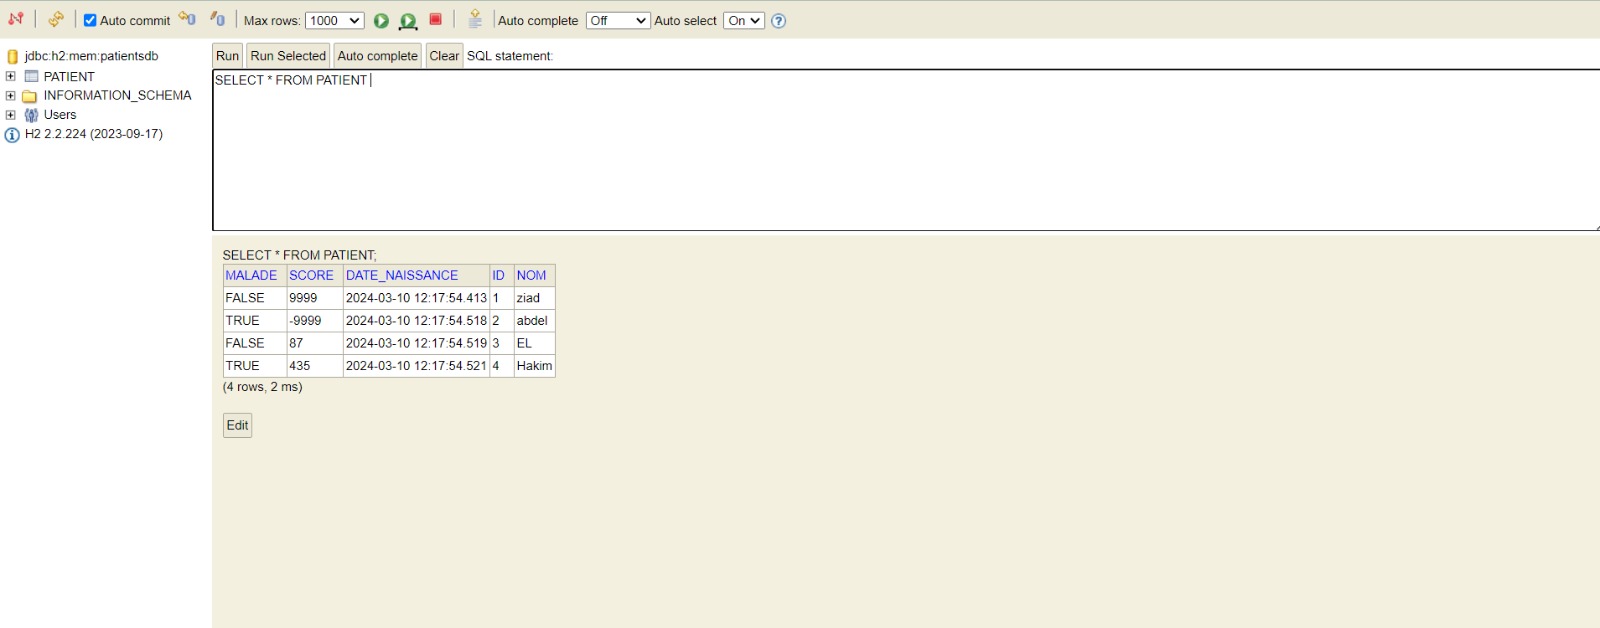 Auto commit Max rows: 1000 Auto complete Off Auto select On ?
jdbc:h2:mem:patientsdb
PATIENT
INFORMATION_SCHEMA
Users
H2 2.2.224 (2023-09-17)
Run Run Selected Auto complete Clear SQL statement:
SELECT * FROM PATIENT
SELECT * FROM PATIENT;
MALADE SCORE DATE_NAISSANCE ID NOM
FALSE 9999 2024-03-10 12:17:54.413 1 ziad
TRUE -9999 2024-03-10 12:17:54.518 2 abdel
FALSE 87 2024-03-10 12:17:54.519 3 EL
TRUE 435 2024-03-10 12:17:54.521 4 Hakim
(4 rows, 2 ms)
Edit